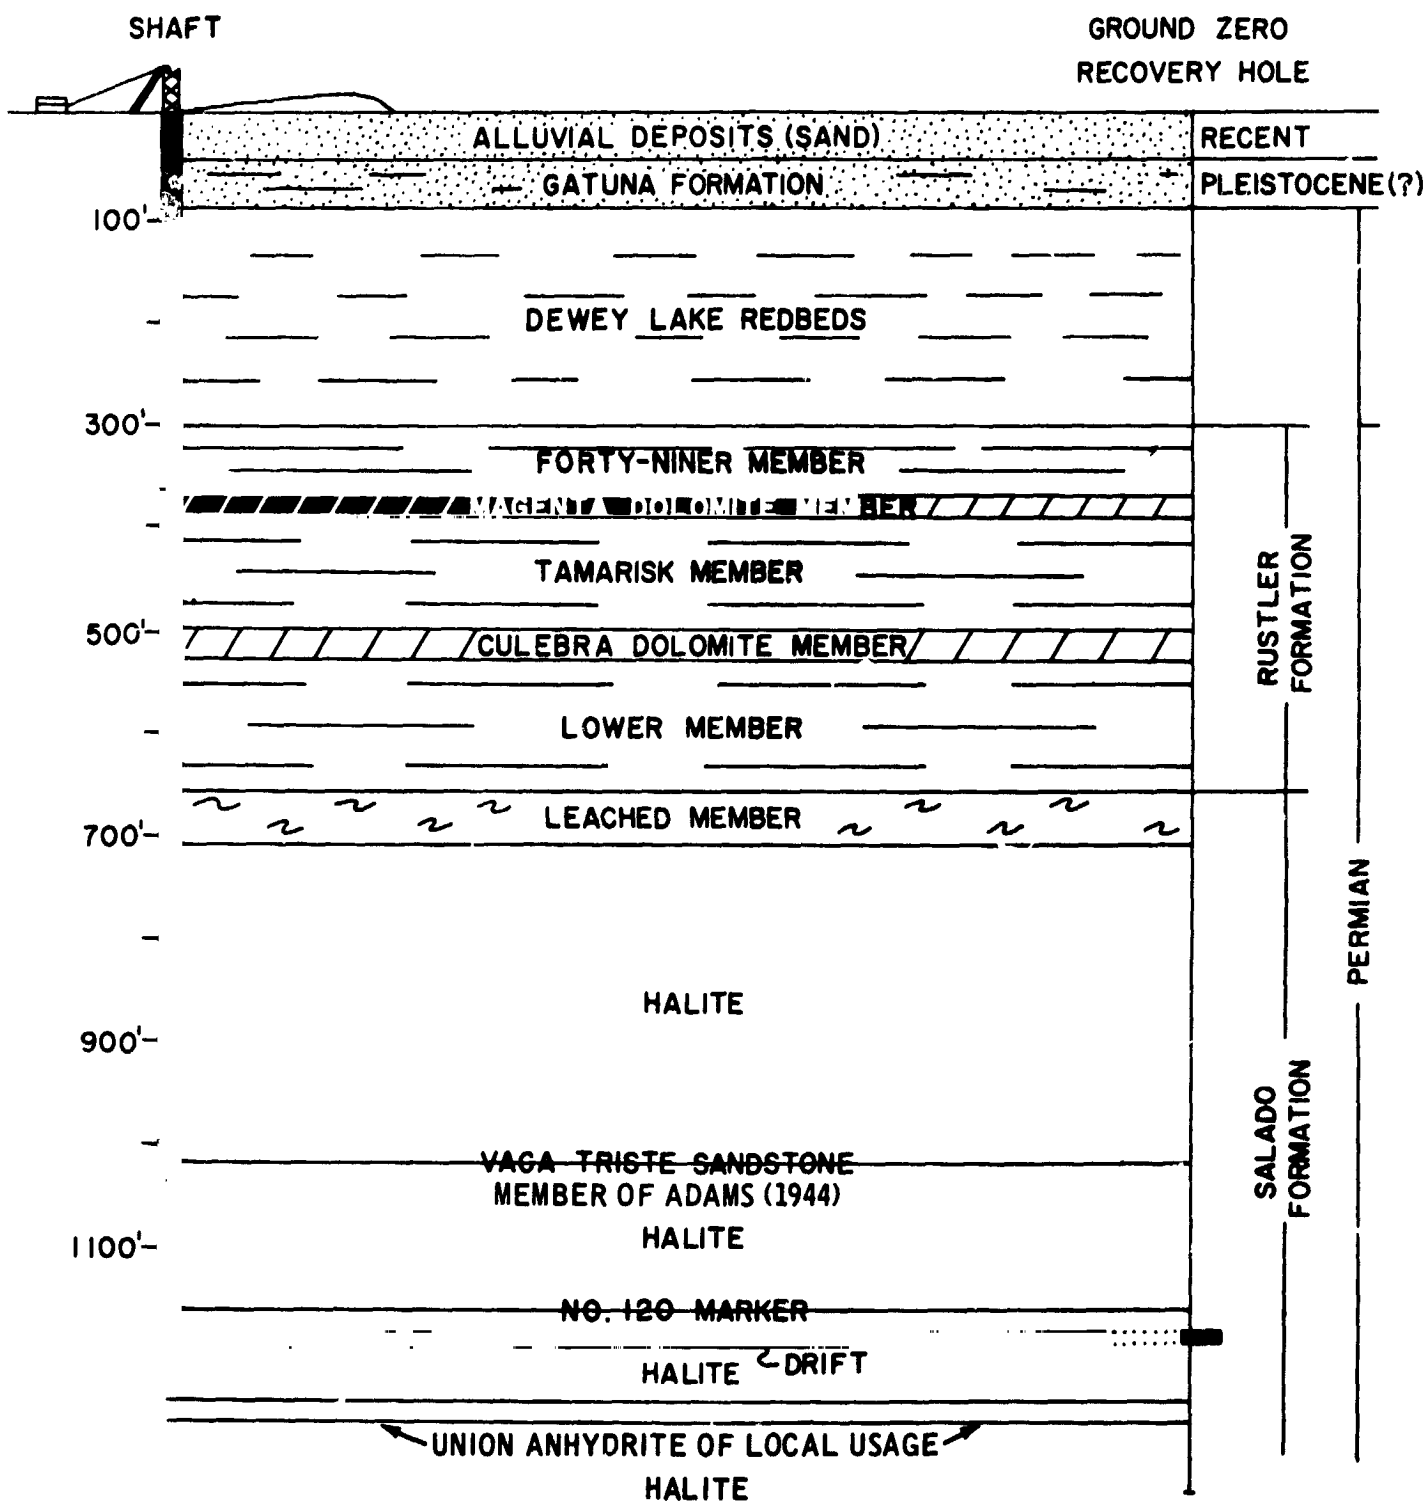 SHAFT
GROUND ZERO
RECOVERY HOLE
ALLUVIAL DEPOSITS (SAND)
RECENT
GATUNA FORMATION
PLEISTOCENE(?)
100'
DEWEY LAKE REDBEDS
300'
FORTY-NINER MEMBER
MAGENTA DOLOMITE MEMBER
TAMARISK MEMBER
500'
CULEBRA DOLOMITE MEMBER
RUSTLER
FORMATION
LOWER MEMBER
LEACHED MEMBER
700'
PERMIAN
HALITE
900'
SALADO
FORMATION
VACA TRISTE SANDSTONE
MEMBER OF ADAMS (1944)
HALITE
1100'
NO. 120 MARKER
DRIFT
HALITE
UNION ANHYDRITE OF LOCAL USAGE
HALITE